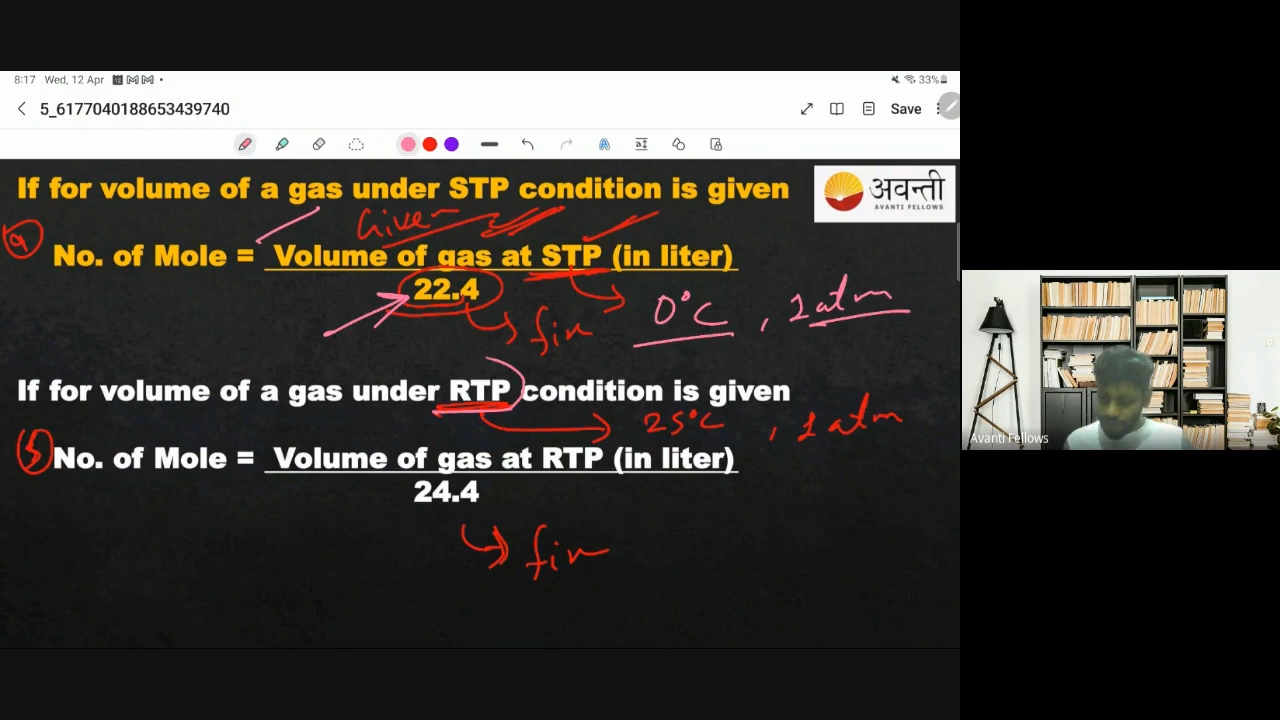 8:17 Wed, 12 Apr
33%
5_6177040188653439740
Save
If for volume of a gas under STP condition is given
अवन्ती
AVANTI FELLOWS
Given
a
No. of Mole = Volume of gas at STP (in liter)
22.4
fix
0°C, 1 atm
If for volume of a gas under RTP condition is given
25°C, 1 atm
b
No. of Mole = Volume of gas at RTP (in liter)
24.4
fix
Avanti Fellows